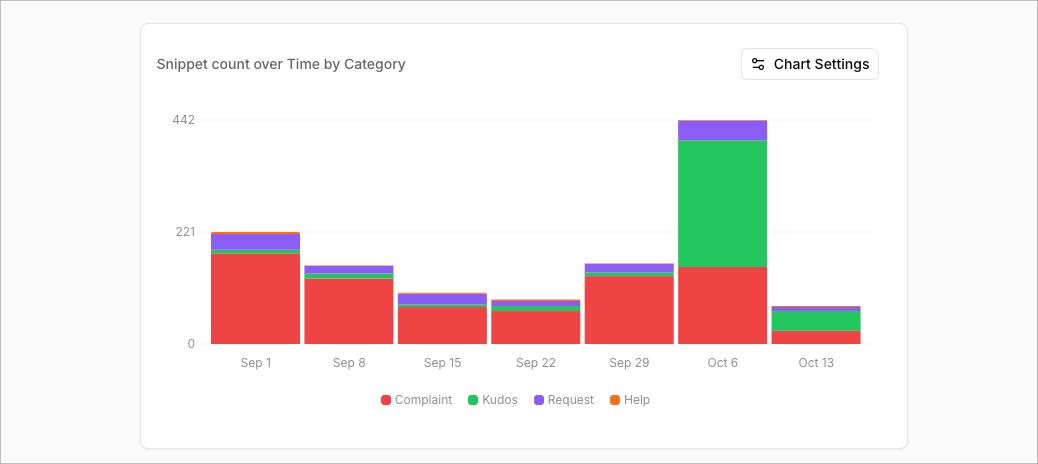 Snippet count over Time by Category
Chart Settings
442
221
0
Sep 1 Sep 8 Sep 15 Sep 22 Sep 29 Oct 6 Oct 13
Complaint Kudos Request Help